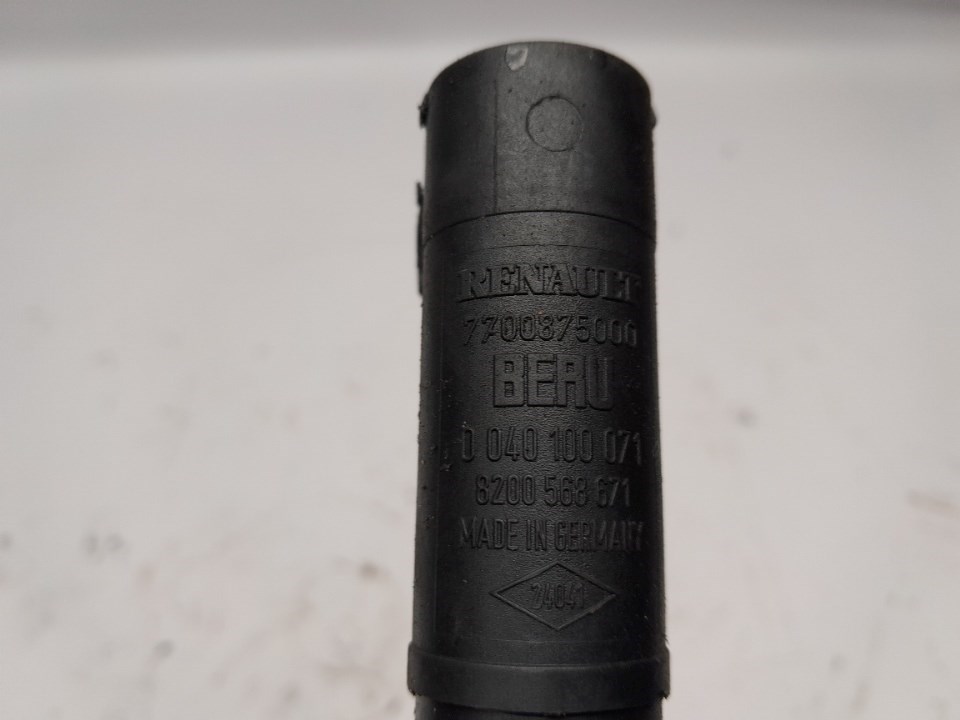 RENAULT
7700875000
BERU
0 040 100 071
8200 568 671
MADE IN GERMANY
24041